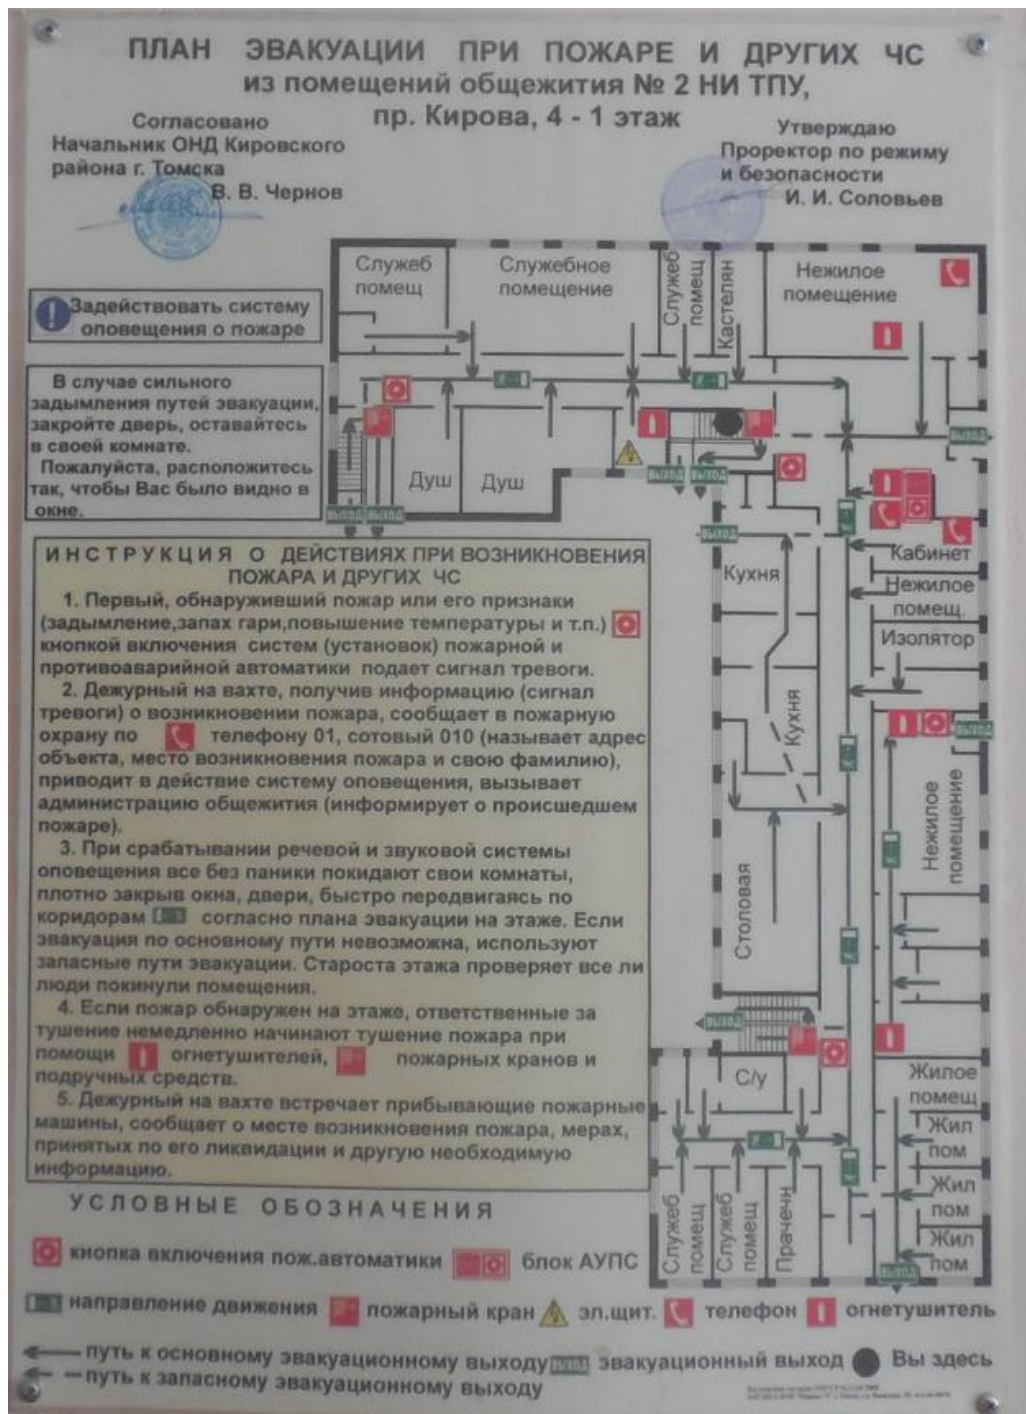 ПЛАН ЭВАКУАЦИИ ПРИ ПОЖАРЕ И ДРУГИХ ЧС
из помещений общежития № 2 НИ ТПУ,
пр. Кирова, 4 - 1 этаж
Согласовано
Начальник ОНД Кировского
района г. Томска
В. В. Чернов
Утверждаю
Проректор по режиму
и безопасности
И. И. Соловьев
Задействовать систему
оповещения о пожаре
В случае сильного
задымления путей эвакуации,
закройте дверь, оставайтесь
в своей комнате.
Пожалуйста, расположитесь
так, чтобы Вас было видно в
окне.
Служеб
помещ
Служебное
помещение
Служеб
помещ
Кастелян
Нежилое
помещение
ВЫХОД
Душ
Душ
ВЫХОД
ВЫХОД
ВЫХОД
ВЫХОД
ВЫХОД
Кухня
Кабинет
Нежилое
помещ.
Изолятор
ВЫХОД
Кухня
Нежилое
помещение
Столовая
ВЫХОД
С/у
Жилое
помещ
Жил
пом
Жил
пом
Жил
пом
Служеб
помещ
Служеб
помещ
Праченн
ВЫХОД
ИНСТРУКЦИЯ О ДЕЙСТВИЯХ ПРИ ВОЗНИКНОВЕНИЯ
ПОЖАРА И ДРУГИХ ЧС
1. Первый, обнаруживший пожар или его признаки
(задымление,запах гари,повышение температуры и т.п.)
кнопкой включения систем (установок) пожарной и
противоаварийной автоматики подает сигнал тревоги.
2. Дежурный на вахте, получив информацию (сигнал
тревоги) о возникновении пожара, сообщает в пожарную
охрану по телефону 01, сотовый 010 (называет адрес
объекта, место возникновения пожара и свою фамилию),
приводит в действие систему оповещения, вызывает
администрацию общежития (информирует о происшедшем
пожаре).
3. При срабатывании речевой и звуковой системы
оповещения все без паники покидают свои комнаты,
плотно закрыв окна, двери, быстро передвигаясь по
коридорам согласно плана эвакуации на этаже. Если
эвакуация по основному пути невозможна, используют
запасные пути эвакуации. Староста этажа проверяет все ли
люди покинули помещения.
4. Если пожар обнаружен на этаже, ответственные за
тушение немедленно начинают тушение пожара при
помощи огнетушителей, пожарных кранов и
подручных средств.
5. Дежурный на вахте встречает прибывающие пожарные
машины, сообщает о месте возникновения пожара, мерах,
принятых по его ликвидации и другую необходимую
информацию.
УСЛОВНЫЕ ОБОЗНАЧЕНИЯ
кнопка включения пож.автоматики блок АУПС
направление движения пожарный кран эл.щит. телефон огнетушитель
путь к основному эвакуационному выходу ВЫХОД эвакуационный выход Вы здесь
путь к запасному эвакуационному выходу